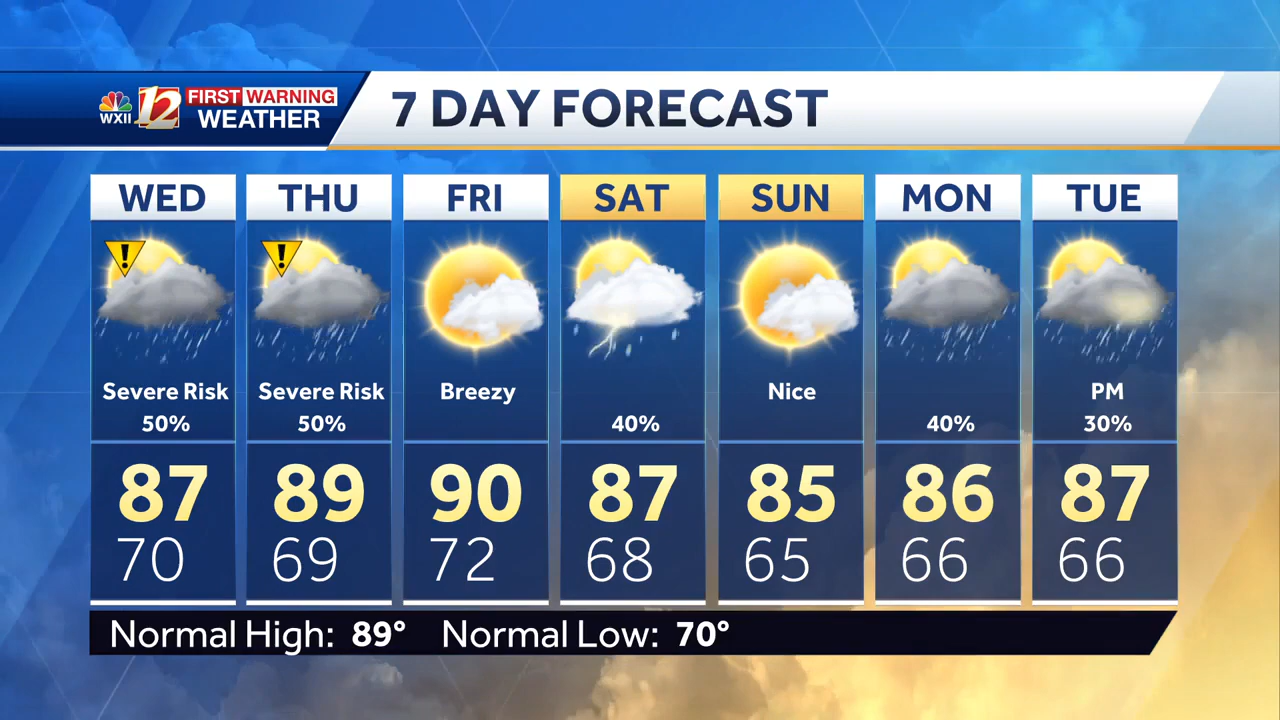 WXII 12 FIRST WARNING
WEATHER
7 DAY FORECAST
WED THU FRI SAT SUN MON TUE
! !
Severe Risk Severe Risk Breezy Nice PM
50% 50% 40% 40% 30%
87 89 90 87 85 86 87
70 69 72 68 65 66 66
Normal High: 89° Normal Low: 70°